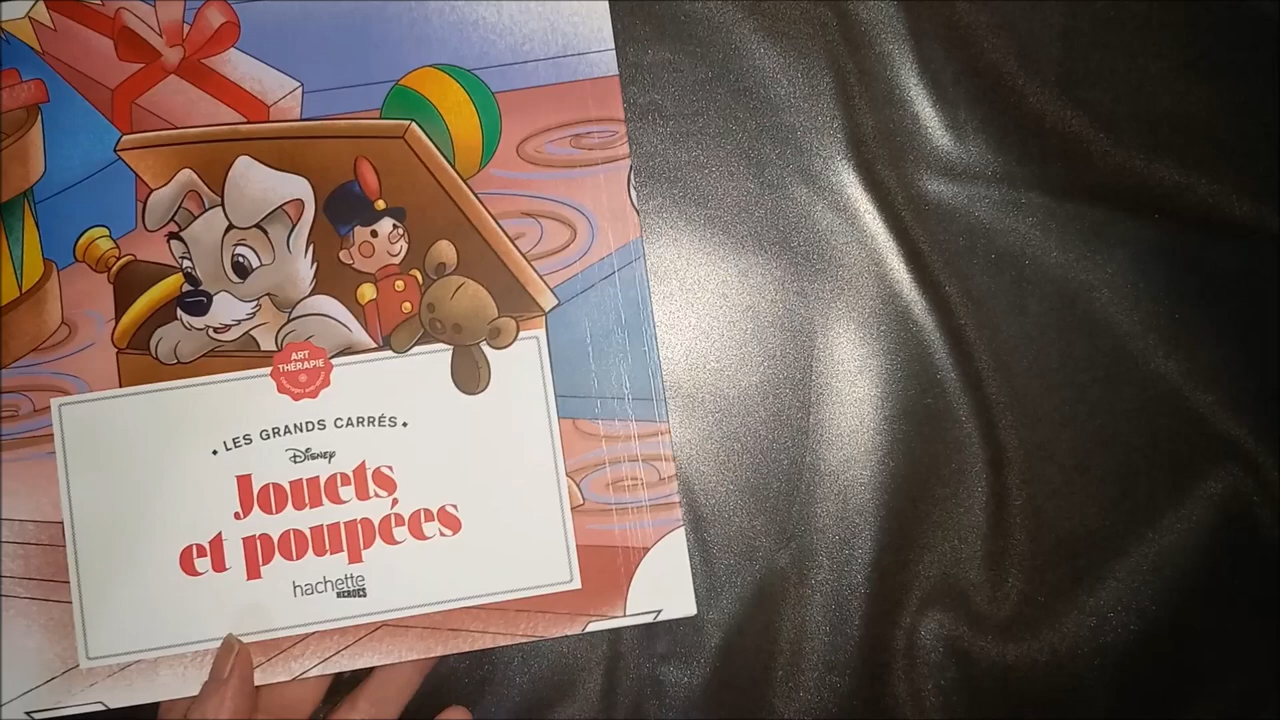 ART
THÉRAPIE
LES GRANDS CARRÉS
Disney
Jouets
et poupées
hachette
HEROES